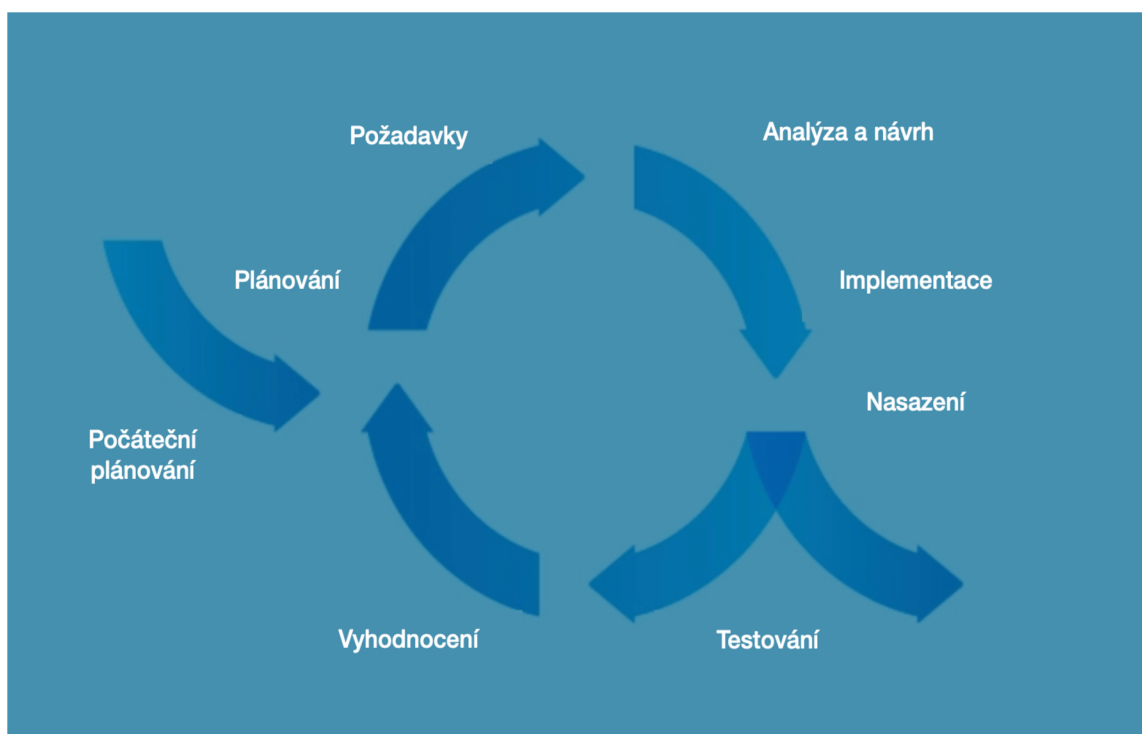 Požadavky
Analýza a návrh
Plánování
Implementace
Nasazení
Počáteční
plánování
Vyhodnocení
Testování